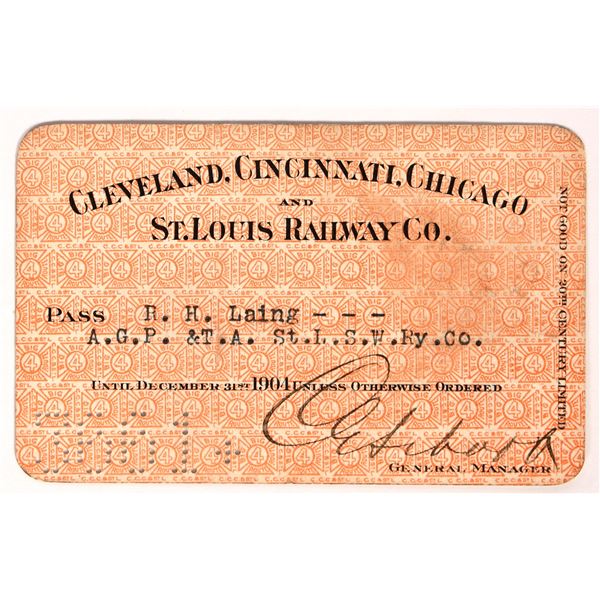 CLEVELAND, CINCINNATI, CHICAGO
AND
ST. LOUIS RAILWAY CO.
PASS R. H. Laing - - -
A.G.P. &T.A. St.L.S.W.Ry.Co.
UNTIL DECEMBER 31ST 1904 UNLESS OTHERWISE ORDERED
GENERAL MANAGER
NOT GOOD ON 20TH CENTURY LIMITED